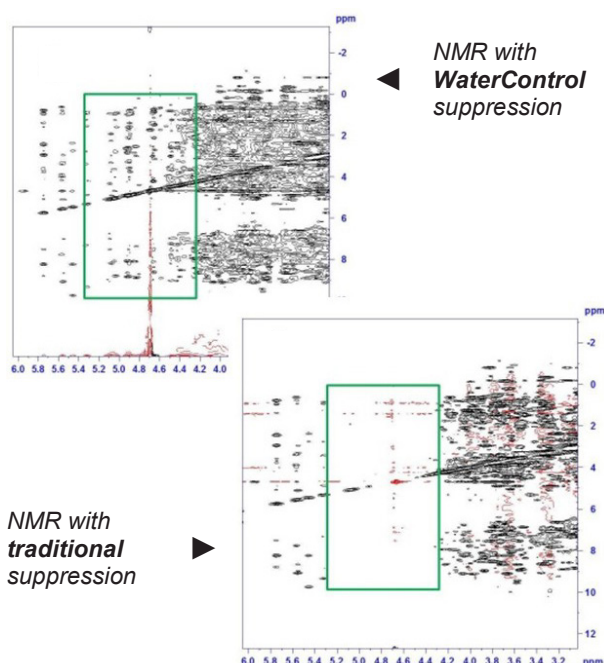 ppm
-2
0
2
4
6
8
6.0 5.8 5.6 5.4 5.2 5.0 4.8 4.6 4.4 4.2 4.0
◄ NMR with
WaterControl
suppression
ppm
-2
0
2
4
6
8
10
12
6.0 5.8 5.6 5.4 5.2 5.0 4.8 4.6 4.4 4.2 4.0 3.8 3.6 3.4 3.2 ppm
NMR with
traditional ►
suppression